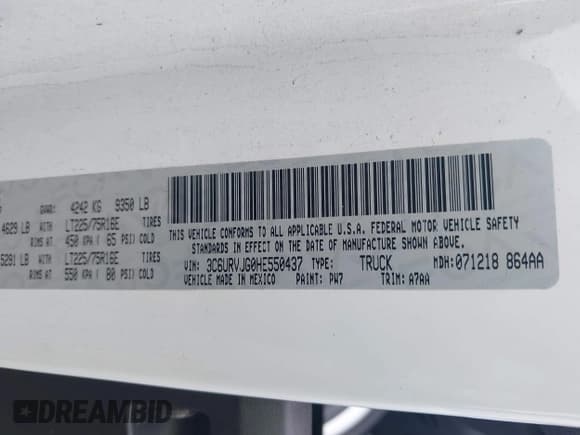 GVWR: 4242 KG 9350 LB
4629 LB WITH LT225/75R16E TIRES
RIMS AT 450 KPA ( 65 PSI) COLD
5291 LB WITH LT225/75R16E TIRES
RIMS AT 550 KPA ( 80 PSI) COLD
THIS VEHICLE CONFORMS TO ALL APPLICABLE U.S.A. FEDERAL MOTOR VEHICLE SAFETY
STANDARDS IN EFFECT ON THE DATE OF MANUFACTURE SHOWN ABOVE.
VIN: 3C6URVJG0HE550437 TYPE: TRUCK MDH: 071218 864AA
VEHICLE MADE IN MEXICO PAINT: PW7 TRIM: A7AA
DREAMBID